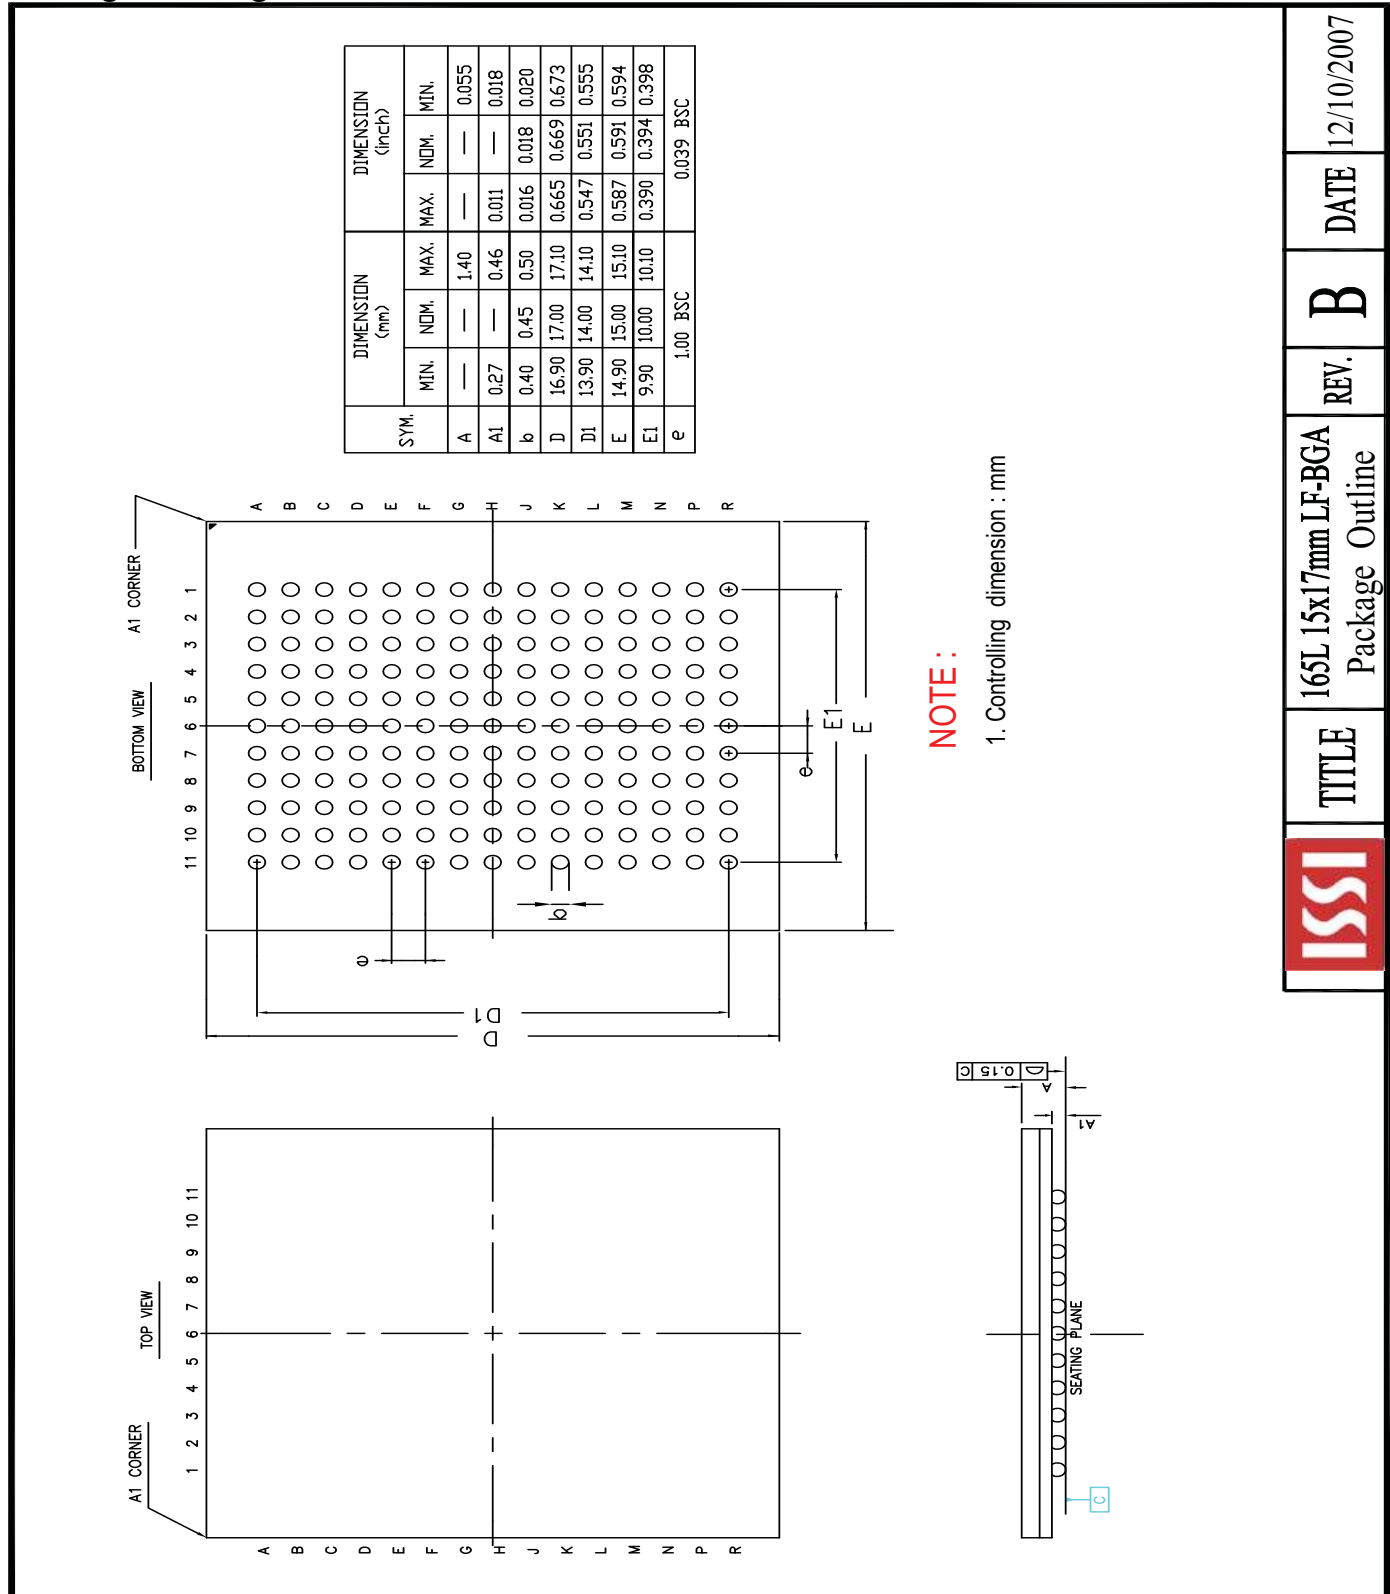 TOP VIEW
A1 CORNER
1 2 3 4 5 6 7 8 9 10 11
A
B
C
D
E
F
G
H
J
K
L
M
N
P
R
BOTTOM VIEW
A1 CORNER
11 10 9 8 7 6 5 4 3 2 1
A
B
C
D
E
F
G
H
J
K
L
M
N
P
R
e
D1
D
b
e
E1
E
SYM. DIMENSION (mm) DIMENSION (inch)
MIN. NOM. MAX. MAX. NOM. MIN.
A — — 1.40 — — 0.055
A1 0.27 — 0.46 0.011 — 0.018
b 0.40 0.45 0.50 0.016 0.018 0.020
D 16.90 17.00 17.10 0.665 0.669 0.673
D1 13.90 14.00 14.10 0.547 0.551 0.555
E 14.90 15.00 15.10 0.587 0.591 0.594
E1 9.90 10.00 10.10 0.390 0.394 0.398
e 1.00 BSC 0.039 BSC
NOTE :
1. Controlling dimension : mm
C
SEATING PLANE
A1
A
0.15 C
ISSI
TITLE
165L 15x17mm LF-BGA
Package Outline
REV.
B
DATE
12/10/2007